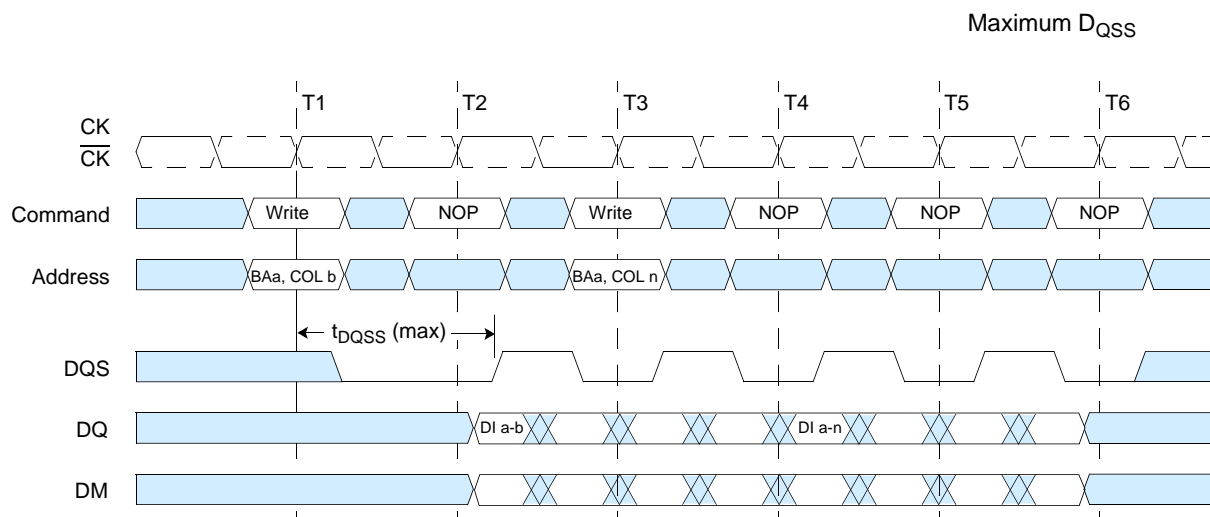 Maximum DQSS
T1 T2 T3 T4 T5 T6
CK
CK
Command Write NOP Write NOP NOP NOP
Address BAa, COL b BAa, COL n
tDQSS (max)
DQS
DQ DI a-b DI a-n
DM